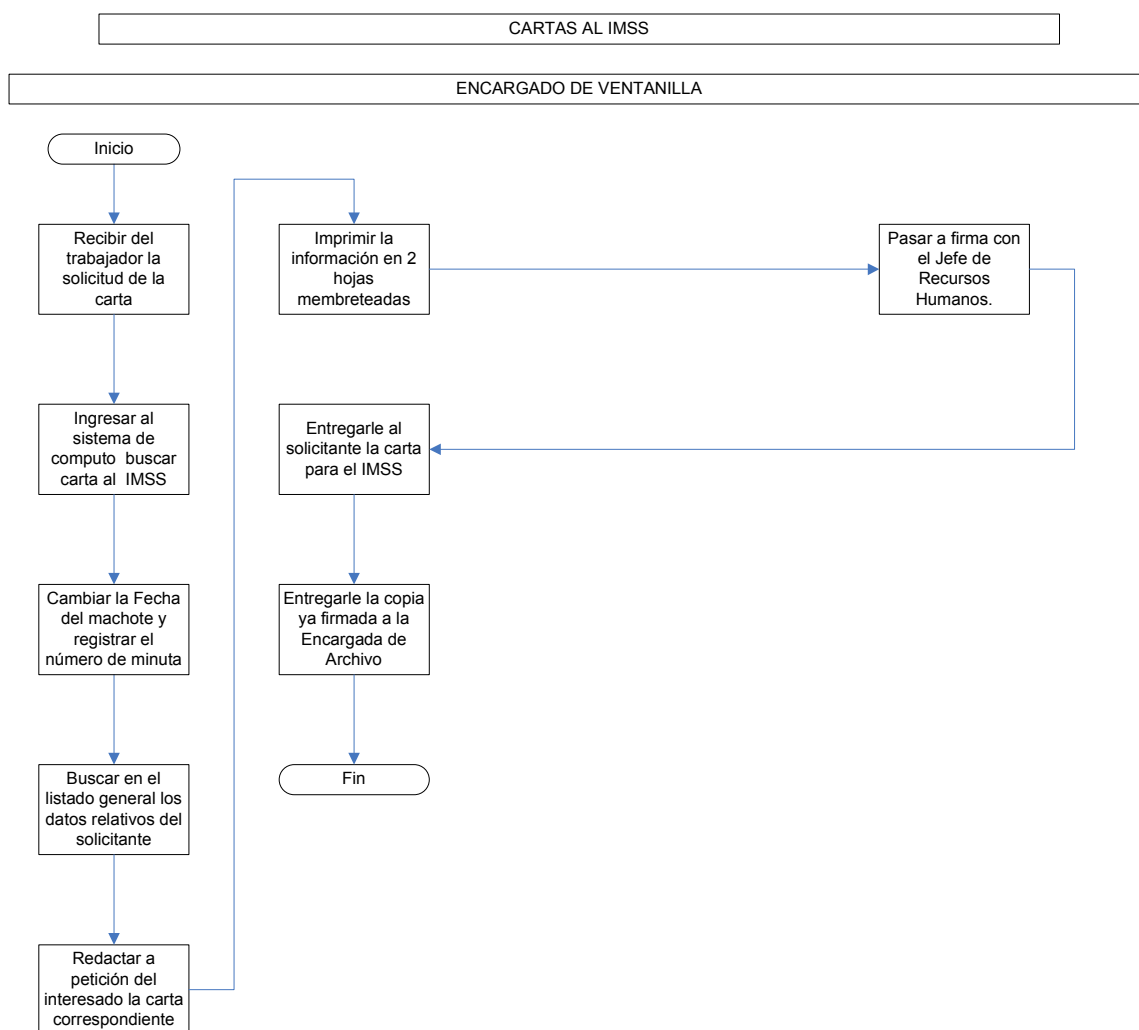 CARTAS AL IMSS
ENCARGADO DE VENTANILLA
Inicio
Recibir del
trabajador la
solicitud de la
carta
Ingresar al
sistema de
computo buscar
carta al IMSS
Cambiar la Fecha
del machote y
registrar el
número de minuta
Buscar en el
listado general los
datos relativos del
solicitante
Redactar a
petición del
interesado la carta
correspondiente
Imprimir la
información en 2
hojas
membreteadas
Pasar a firma con
el Jefe de
Recursos
Humanos.
Entregarle al
solicitante la carta
para el IMSS
Entregarle la copia
ya firmada a la
Encargada de
Archivo
Fin